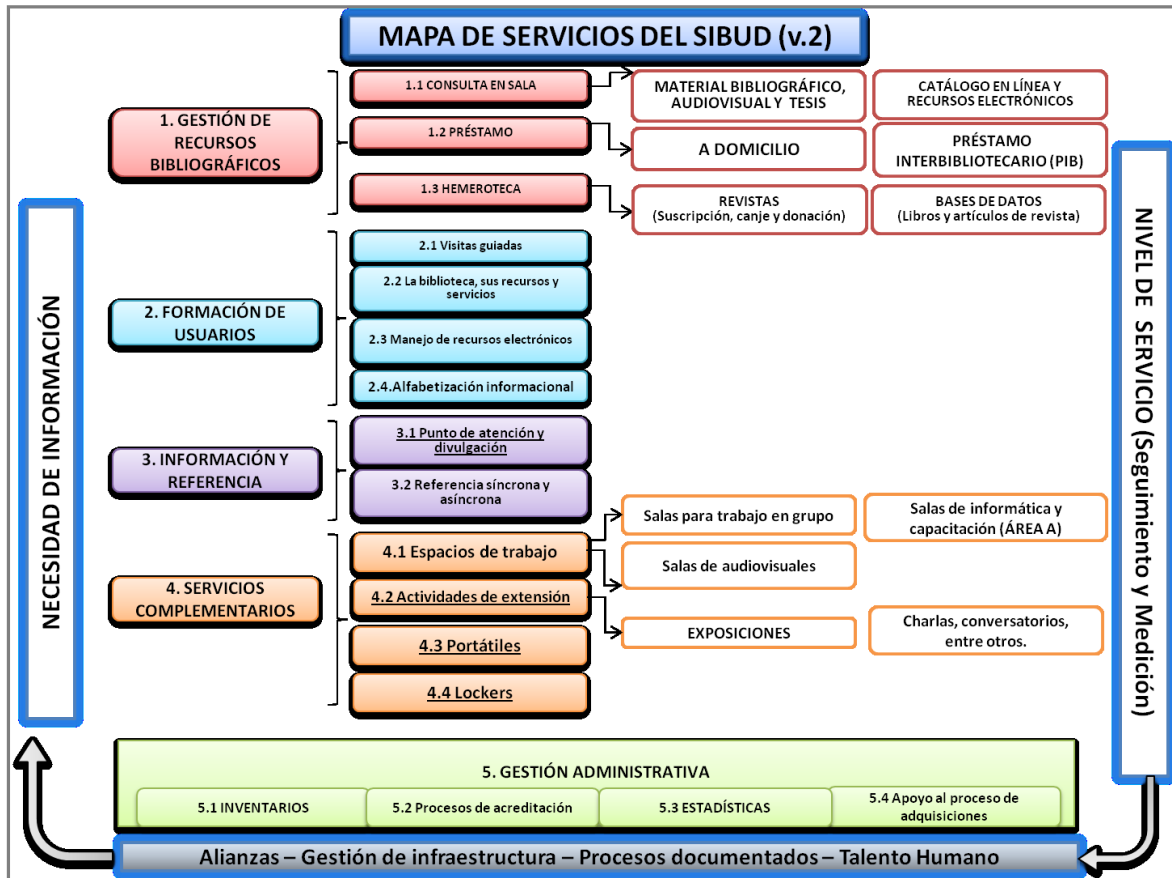 MAPA DE SERVICIOS DEL SIBUD (v.2)
NECESIDAD DE INFORMACIÓN
1. GESTIÓN DE
RECURSOS
BIBLIOGRÁFICOS
1.1 CONSULTA EN SALA
MATERIAL BIBLIOGRÁFICO,
AUDIOVISUAL Y TESIS
CATÁLOGO EN LÍNEA Y
RECURSOS ELECTRÓNICOS
1.2 PRÉSTAMO
A DOMICILIO
PRÉSTAMO
INTERBIBLIOTECARIO (PIB)
1.3 HEMEROTECA
REVISTAS
(Suscripción, canje y donación)
BASES DE DATOS
(Libros y artículos de revista)
2. FORMACIÓN DE
USUARIOS
2.1 Visitas guiadas
2.2 La biblioteca, sus recursos y
servicios
2.3 Manejo de recursos electrónicos
2.4.Alfabetización informacional
3. INFORMACIÓN Y
REFERENCIA
3.1 Punto de atención y
divulgación
3.2 Referencia síncrona y
asíncrona
4. SERVICIOS
COMPLEMENTARIOS
4.1 Espacios de trabajo
Salas para trabajo en grupo
Salas de informática y
capacitación (ÁREA A)
Salas de audiovisuales
4.2 Actividades de extensión
EXPOSICIONES
Charlas, conversatorios,
entre otros.
4.3 Portátiles
4.4 Lockers
NIVEL DE SERVICIO (Seguimiento y Medición)
5. GESTIÓN ADMINISTRATIVA
5.1 INVENTARIOS
5.2 Procesos de acreditación
5.3 ESTADÍSTICAS
5.4 Apoyo al proceso de
adquisiciones
Alianzas – Gestión de infraestructura – Procesos documentados – Talento Humano